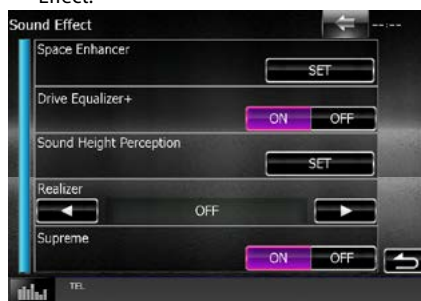 Effect.
Sound Effect
--:--
Space Enhancer
SET
Drive Equalizer+
ON OFF
Sound Height Perception
SET
Realizer
OFF
Supreme
ON OFF
TEL